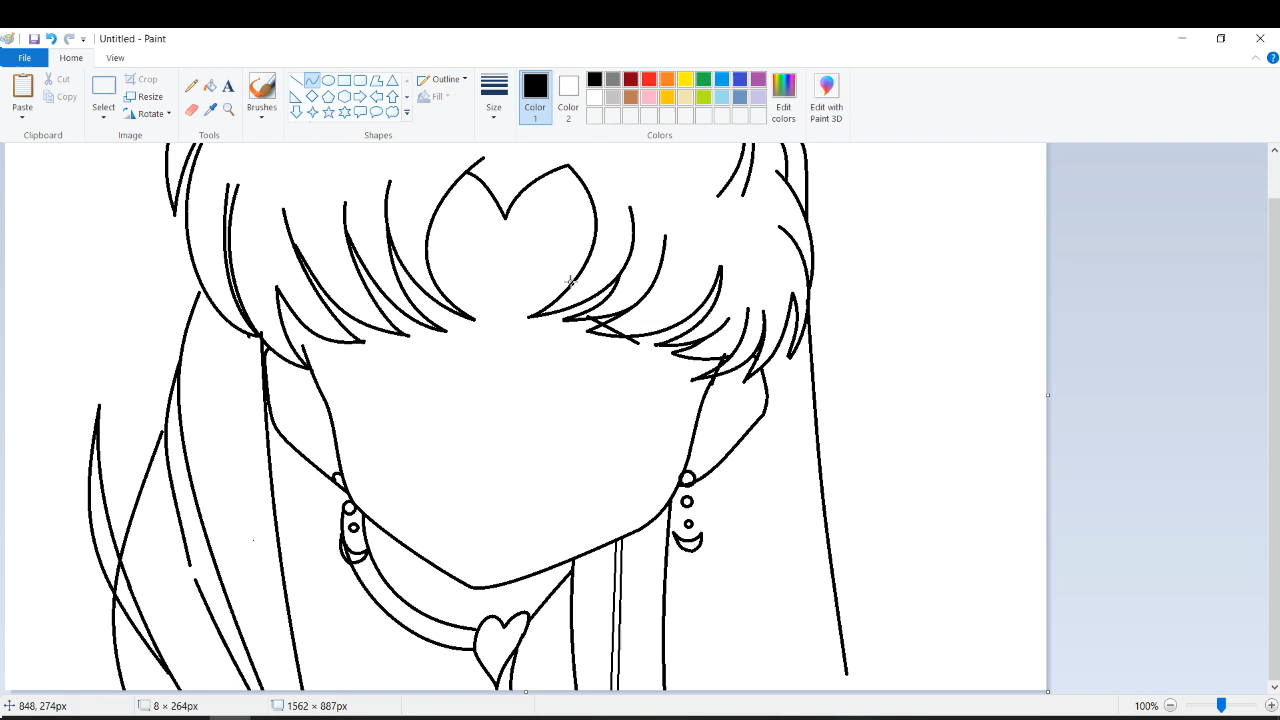 Untitled - Paint
File Home View
Paste
Cut
Copy
Clipboard
Select
Crop
Resize
Rotate
Image
A
Tools
Brushes
Shapes
Outline
Fill
Size
Color 1
Color 2
Edit colors
Colors
Edit with Paint 3D
848, 274px
8 × 264px
1562 × 887px
100%